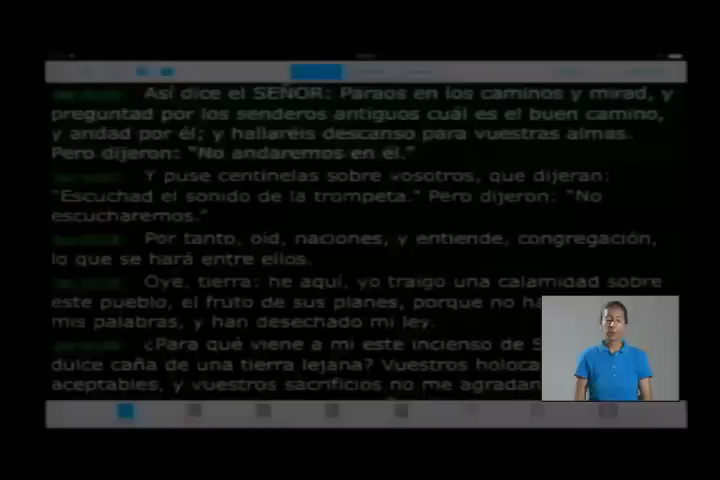 Así dice el SEÑOR: Paraos en los caminos y mirad, y
preguntad por los senderos antiguos cuál es el buen camino,
y andad por él; y hallaréis descanso para vuestras almas.
Pero dijeron: "No andaremos en él."
Y puse centinelas sobre vosotros, que dijeran:
"Escuchad el sonido de la trompeta." Pero dijeron: "No
escucharemos."
Por tanto, oíd, naciones, y entiende, congregación,
lo que se hará entre ellos.
Oye, tierra: he aquí, yo traigo una calamidad sobre
este pueblo, el fruto de sus planes, porque no
mis palabras, y han desechado mi ley.
¿Para qué viene a mí este incienso de
dulce caña de una tierra lejana? Vuestros
aceptables, y vuestros sacrificios no me agradan